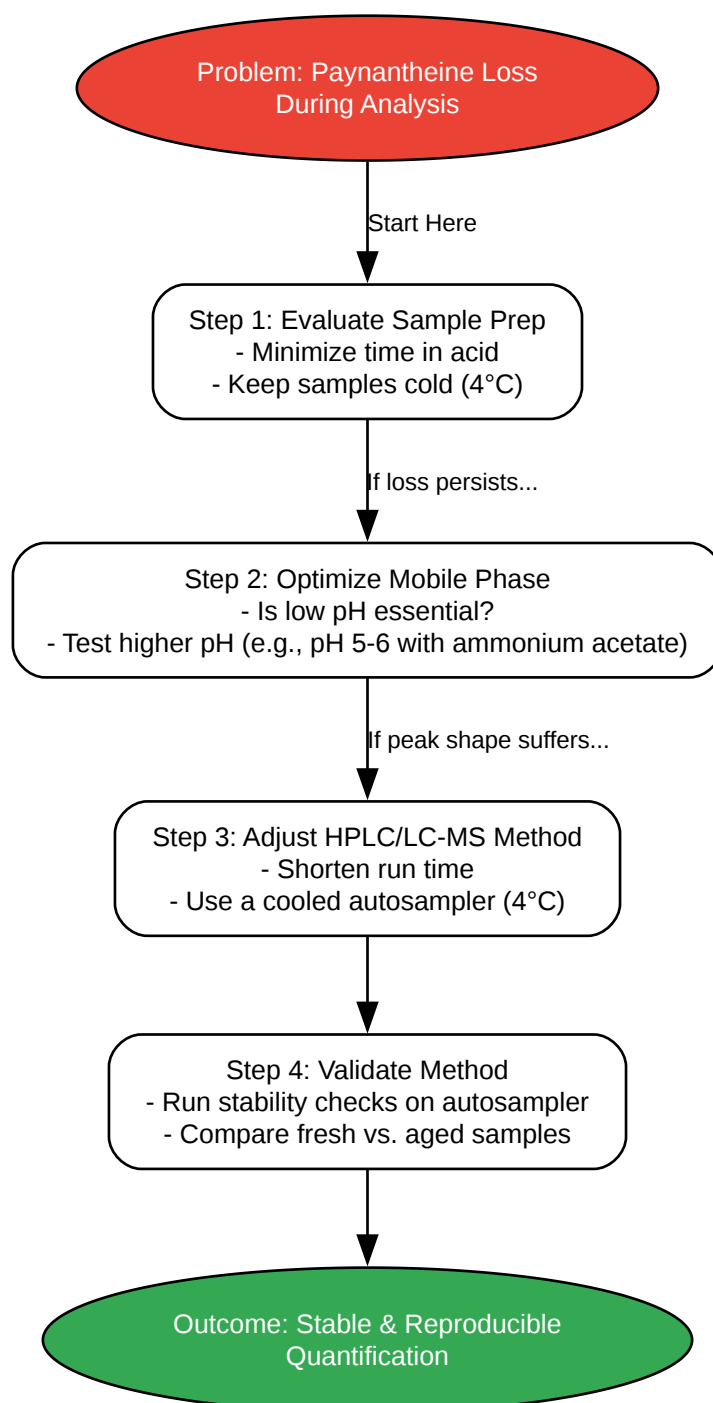 Problem: Paynantheine Loss
During Analysis
Start Here
Step 1: Evaluate Sample Prep
- Minimize time in acid
- Keep samples cold (4°C)
If loss persists...
Step 2: Optimize Mobile Phase
- Is low pH essential?
- Test higher pH (e.g., pH 5-6 with ammonium acetate)
If peak shape suffers...
Step 3: Adjust HPLC/LC-MS Method
- Shorten run time
- Use a cooled autosampler (4°C)
Step 4: Validate Method
- Run stability checks on autosampler
- Compare fresh vs. aged samples
Outcome: Stable & Reproducible
Quantification